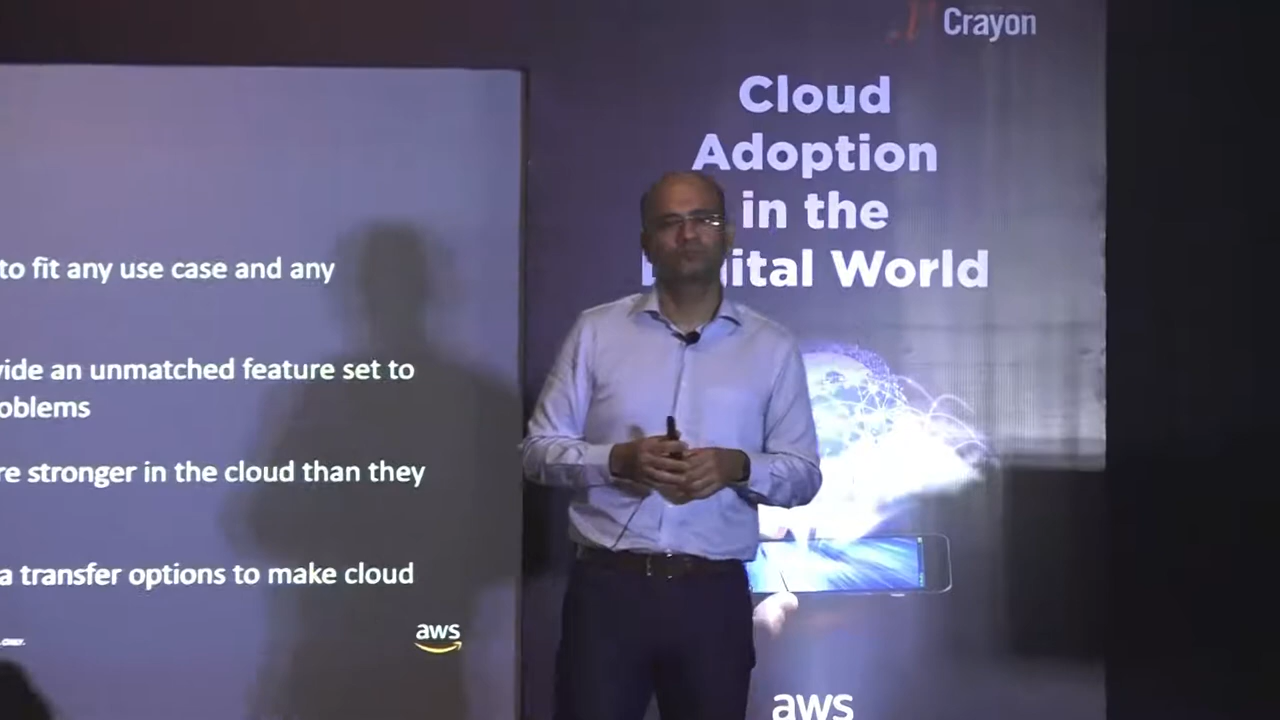 to fit any use case and any
vide an unmatched feature set to
oblems
re stronger in the cloud than they
a transfer options to make cloud
aws
Crayon
Cloud
Adoption
in the
ital World
aws